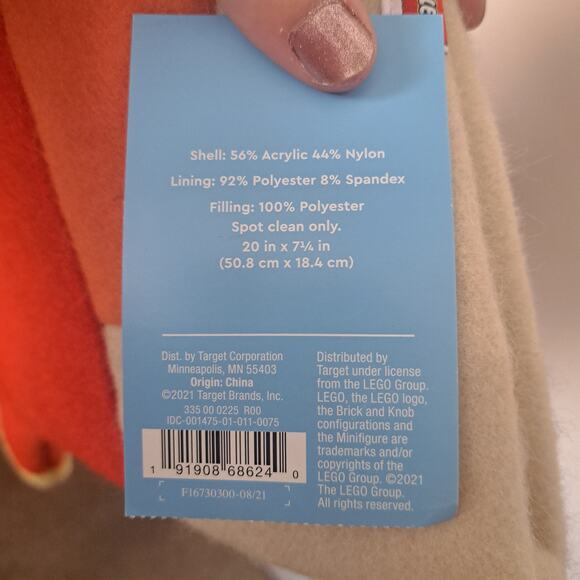 Shell: 56% Acrylic 44% Nylon
Lining: 92% Polyester 8% Spandex
Filling: 100% Polyester
Spot clean only.
20 in x 7¼ in
(50.8 cm x 18.4 cm)
Dist. by Target Corporation
Minneapolis, MN 55403
Origin: China
©2021 Target Brands, Inc.
335 00 0225 R00
IDC-001475-01-011-0075
1 91908 68624 0
F16730300-08/21
Distributed by
Target under license
from the LEGO Group.
LEGO, the LEGO logo,
the Brick and Knob
configurations and
the Minifigure are
trademarks and/or
copyrights of the
LEGO Group. ©2021
The LEGO Group.
All rights reserved.